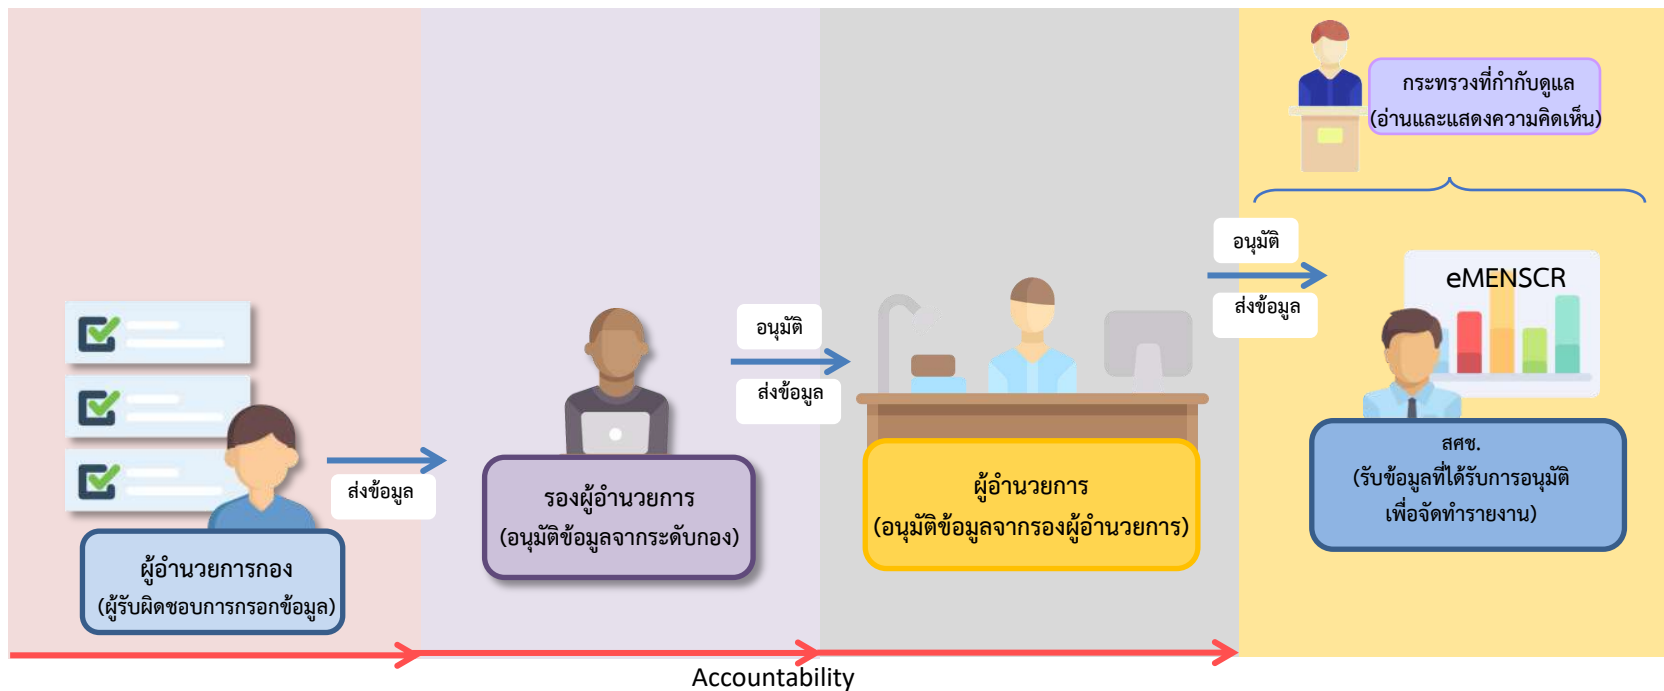 กระทรวงที่กำกับดูแล
(อ่านและแสดงความคิดเห็น)
อนุมัติ
ส่งข้อมูล
eMENSCR
อนุมัติ
ส่งข้อมูล
ส่งข้อมูล
ผู้อำนวยการกอง
(ผู้รับผิดชอบการกรอกข้อมูล)
รองผู้อำนวยการ
(อนุมัติข้อมูลจากระดับกอง)
ผู้อำนวยการ
(อนุมัติข้อมูลจากรองผู้อำนวยการ)
สศช.
(รับข้อมูลที่ได้รับการอนุมัติ
เพื่อจัดทำรายงาน)
Accountability